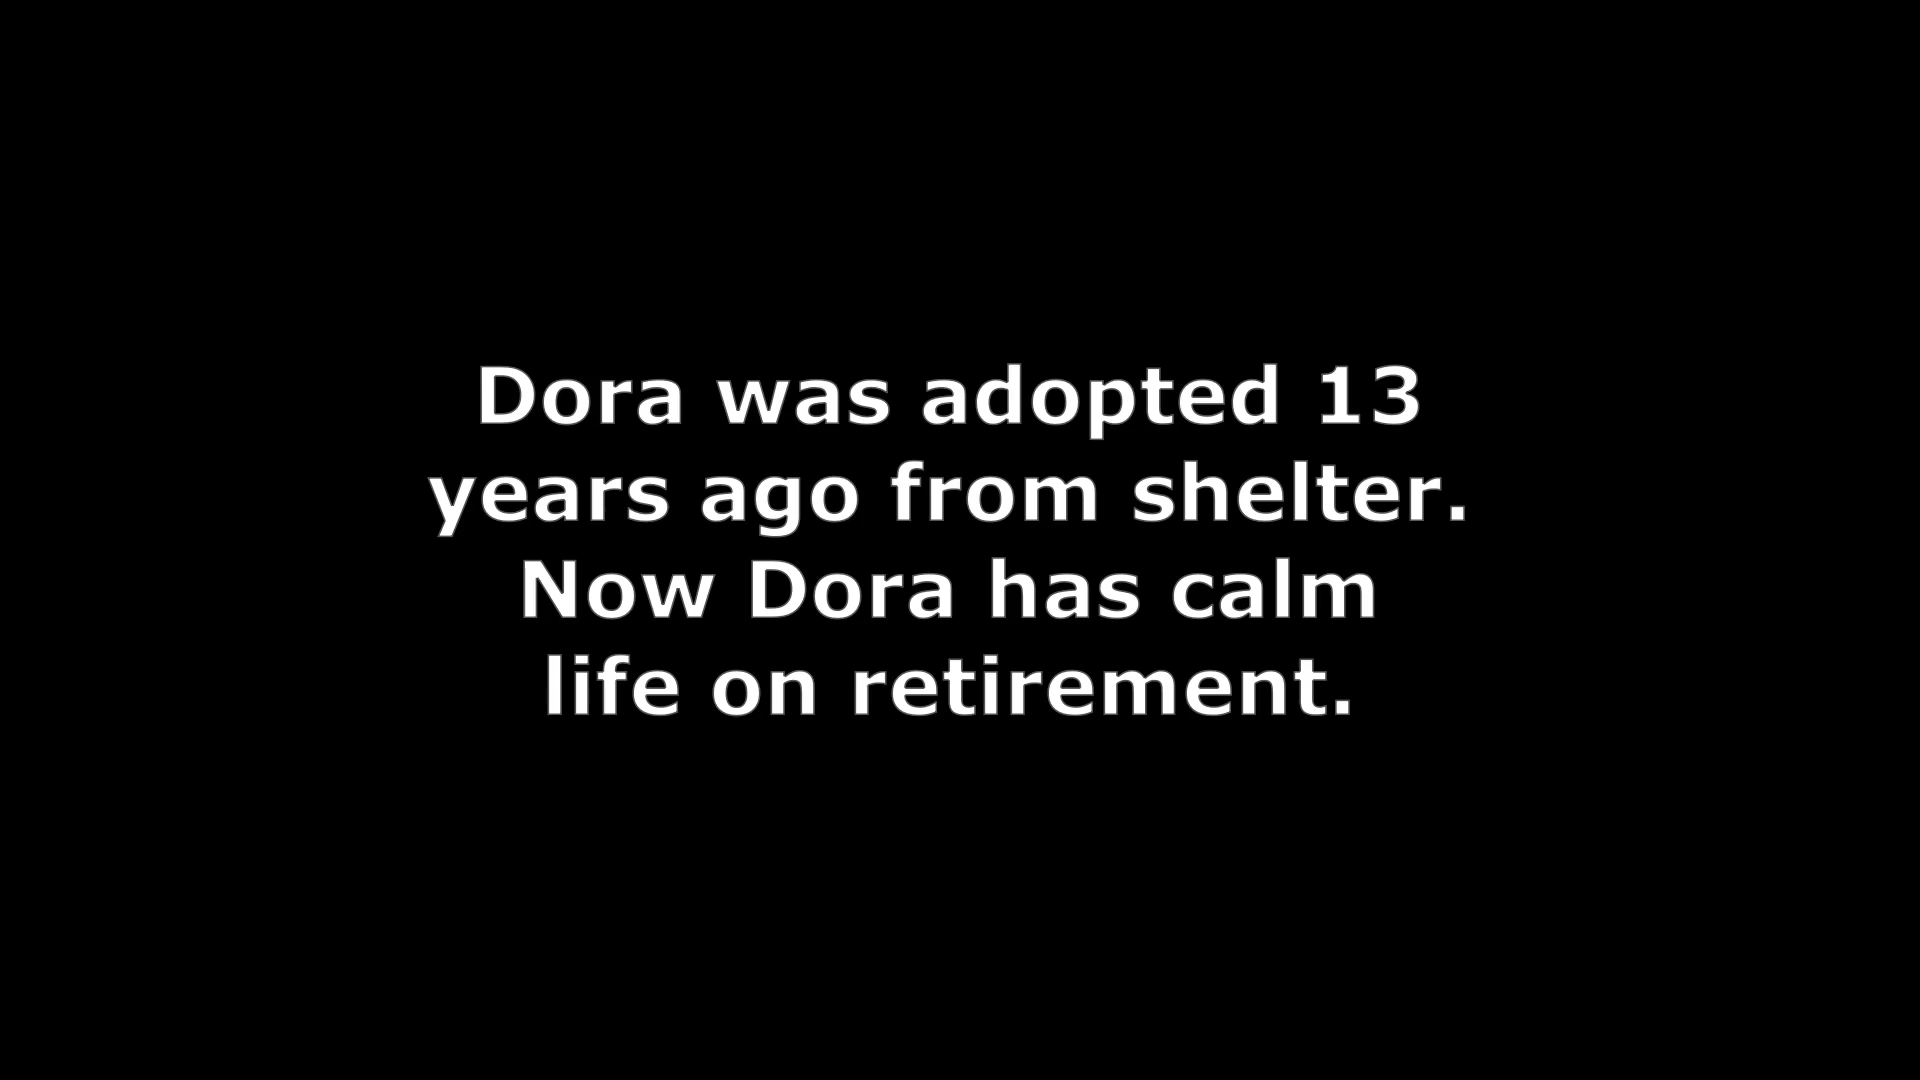 Dora was adopted 13
years ago from shelter.
Now Dora has calm
life on retirement.